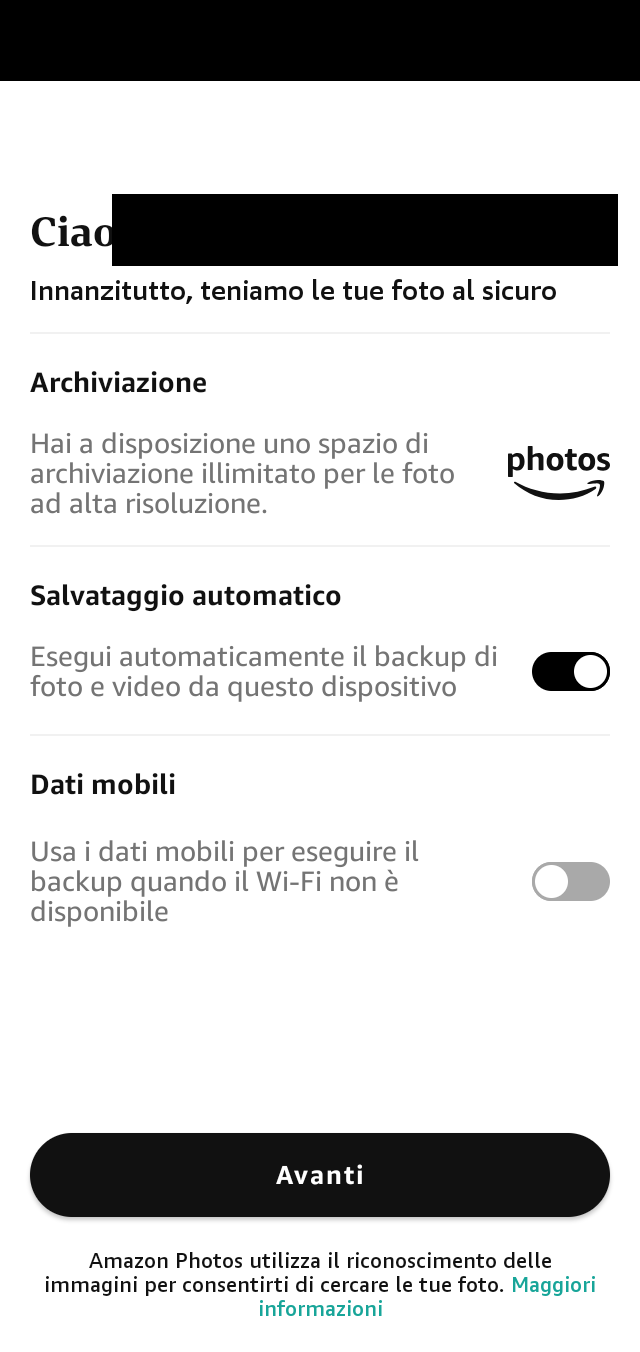 Ciao
Innanzitutto, teniamo le tue foto al sicuro
Archiviazione
Hai a disposizione uno spazio di
archiviazione illimitato per le foto
ad alta risoluzione.
photos
Salvataggio automatico
Esegui automaticamente il backup di
foto e video da questo dispositivo
Dati mobili
Usa i dati mobili per eseguire il
backup quando il Wi-Fi non è
disponibile
Avanti
Amazon Photos utilizza il riconoscimento delle
immagini per consentirti di cercare le tue foto. Maggiori
informazioni